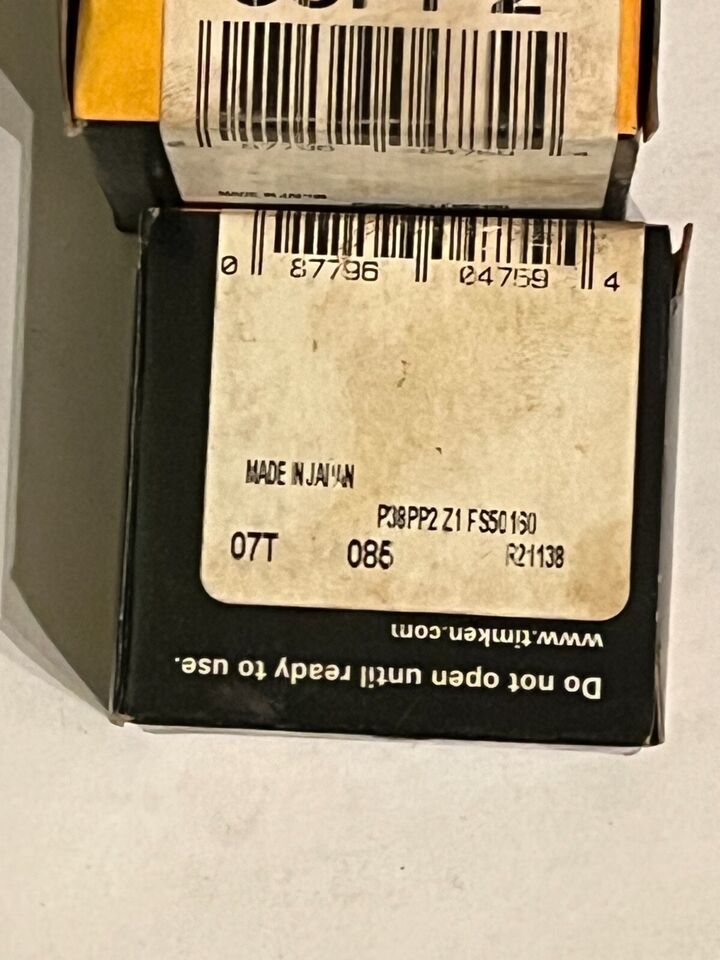 0 87796 04759 4
MADE IN JAPAN
P38PP2 Z1 FS50160
07T 085 R21138
www.timken.com
Do not open until ready to use.